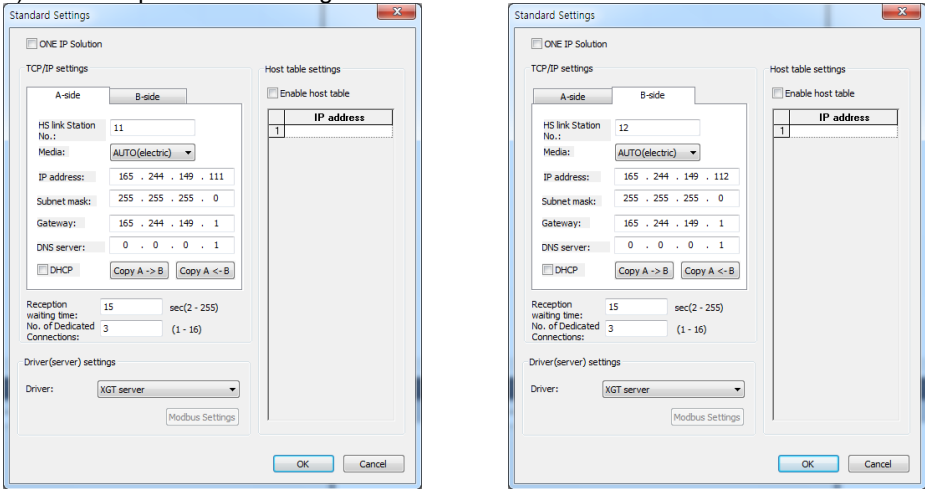 Standard Settings
ONE IP Solution
TCP/IP settings
A-side B-side
HS link Station
No.: 11
Media: AUTO(electric)
IP address: 165 . 244 . 149 . 111
Subnet mask: 255 . 255 . 255 . 0
Gateway: 165 . 244 . 149 . 1
DNS server: 0 . 0 . 0 . 1
DHCP Copy A -> B Copy A <- B
Reception
waiting time: 15 sec(2 - 255)
No. of Dedicated
Connections: 3 (1 - 16)
Driver(server) settings
Driver: XGT server
Modbus Settings
Host table settings
Enable host table
IP address
1
OK Cancel
Standard Settings
ONE IP Solution
TCP/IP settings
A-side B-side
HS link Station
No.: 12
Media: AUTO(electric)
IP address: 165 . 244 . 149 . 112
Subnet mask: 255 . 255 . 255 . 0
Gateway: 165 . 244 . 149 . 1
DNS server: 0 . 0 . 0 . 1
DHCP Copy A -> B Copy A <- B
Reception
waiting time: 15 sec(2 - 255)
No. of Dedicated
Connections: 3 (1 - 16)
Driver(server) settings
Driver: XGT server
Modbus Settings
Host table settings
Enable host table
IP address
1
OK Cancel